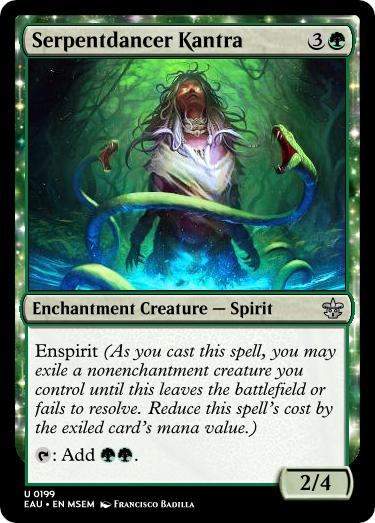 Serpentdancer Kantra 3
Enchantment Creature — Spirit
Enspirit (As you cast this spell, you may
exile a nonenchantment creature you
control until this leaves the battlefield or
fails to resolve. Reduce this spell's cost by
the exiled card's mana value.)
: Add .
2/4
U 0199
EAU • EN MSEM Francisco Badilla